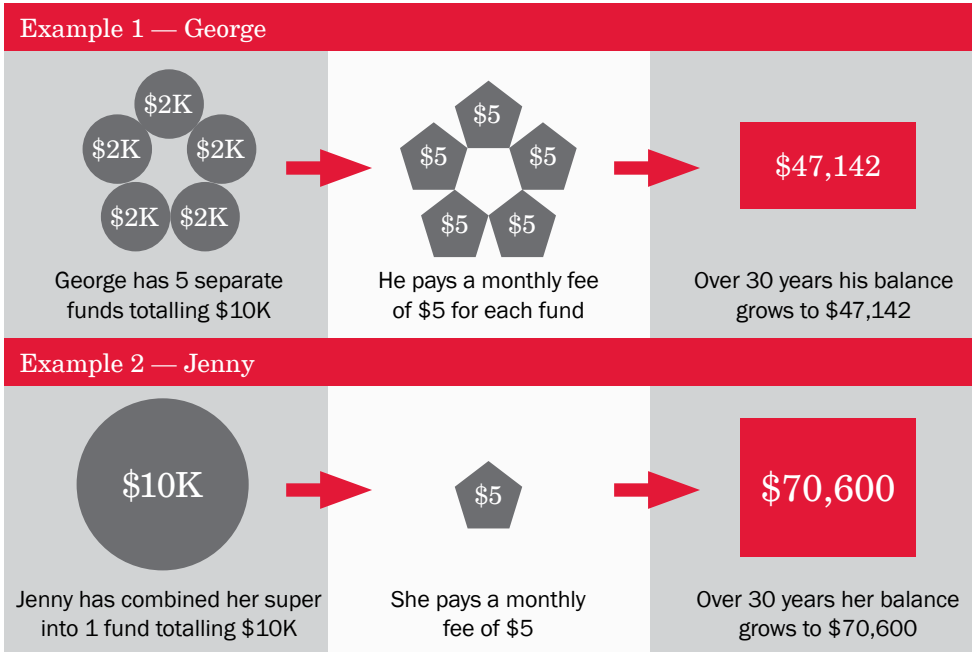 Example 1 — George
$2K
$2K
$2K
$2K
$2K
George has 5 separate
funds totalling $10K
$5
$5
$5
$5
$5
He pays a monthly fee
of $5 for each fund
$47,142
Over 30 years his balance
grows to $47,142
Example 2 — Jenny
$10K
Jenny has combined her super
into 1 fund totalling $10K
$5
She pays a monthly
fee of $5
$70,600
Over 30 years her balance
grows to $70,600